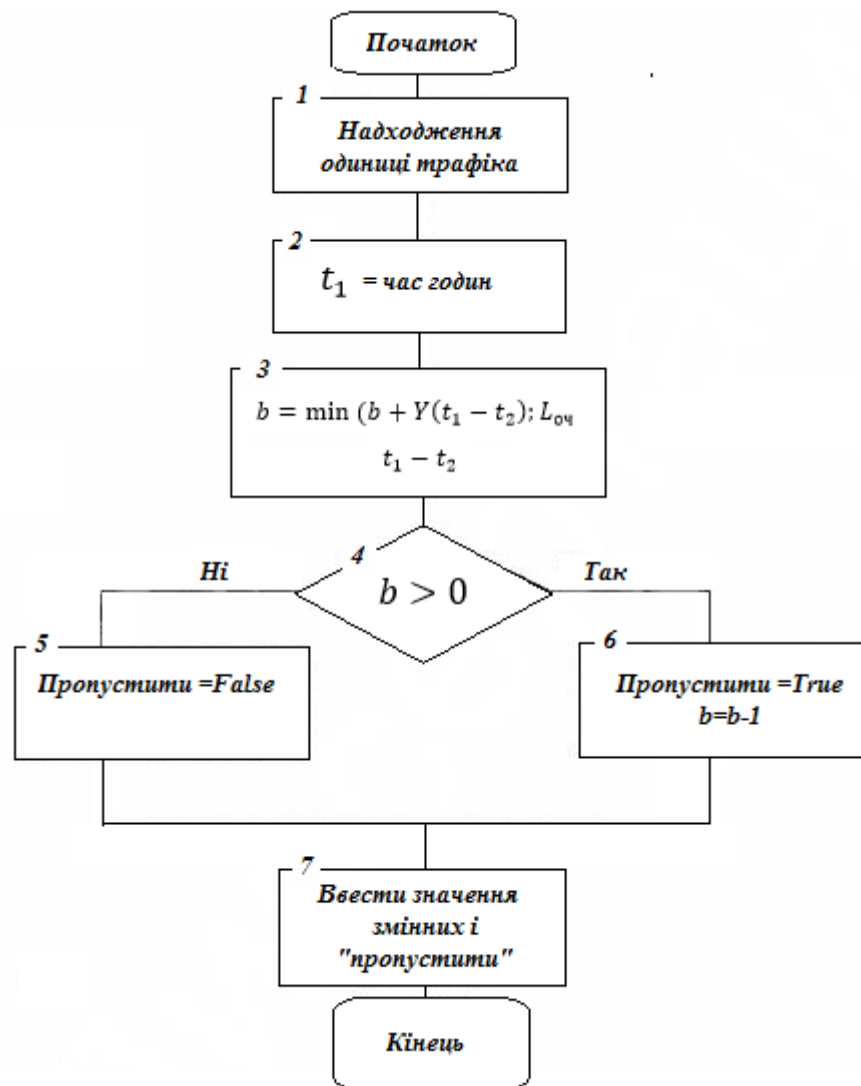 Початок
1
Надходження
одиниці трафіка
2
t₁ = час годин
3
b = min (b + Y(t₁ − t₂); Lоч
t₁ − t₂
4
b > 0
Ні
Так
5
Пропустити =False
6
Пропустити =True
b=b-1
7
Ввести значення
змінних і
"пропустити"
Кінець